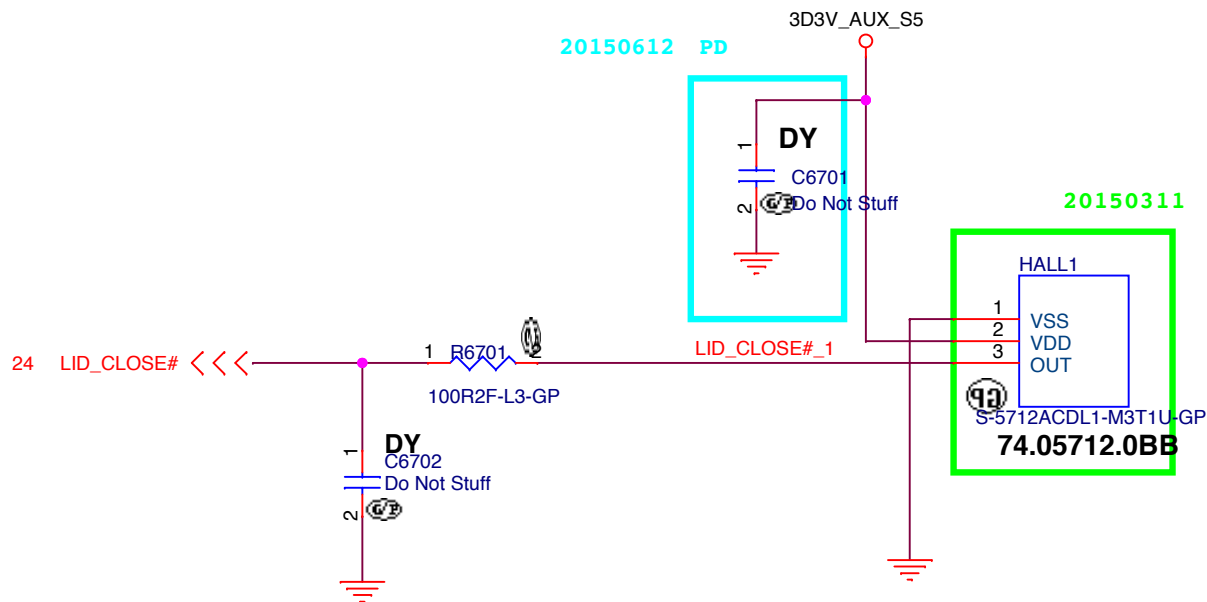 3D3V_AUX_S5
20150612 PD
1
DY
C6701
2
G/P
Do Not Stuff
20150311
HALL1
1
VSS
2
VDD
3
OUT
24
LID_CLOSE#
1
R6701
2
LID_CLOSE#_1
100R2F-L3-GP
GP
S-5712ACDL1-M3T1U-GP
74.05712.0BB
1
DY
C6702
Do Not Stuff
2
G/P